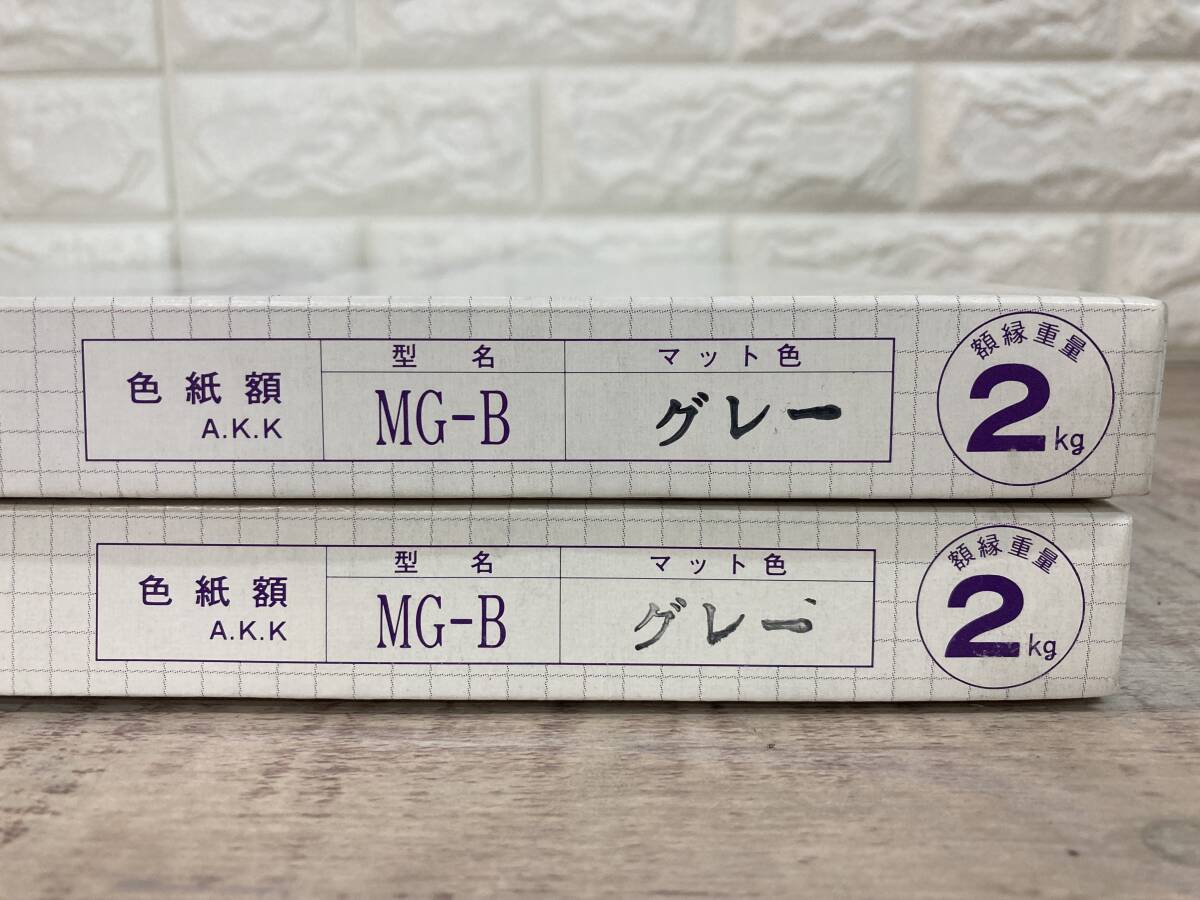 色紙額
A.K.K
型名
MG-B
マット色
グレー
額縁重量
2kg
色紙額
A.K.K
型名
MG-B
マット色
グレー
額縁重量
2kg